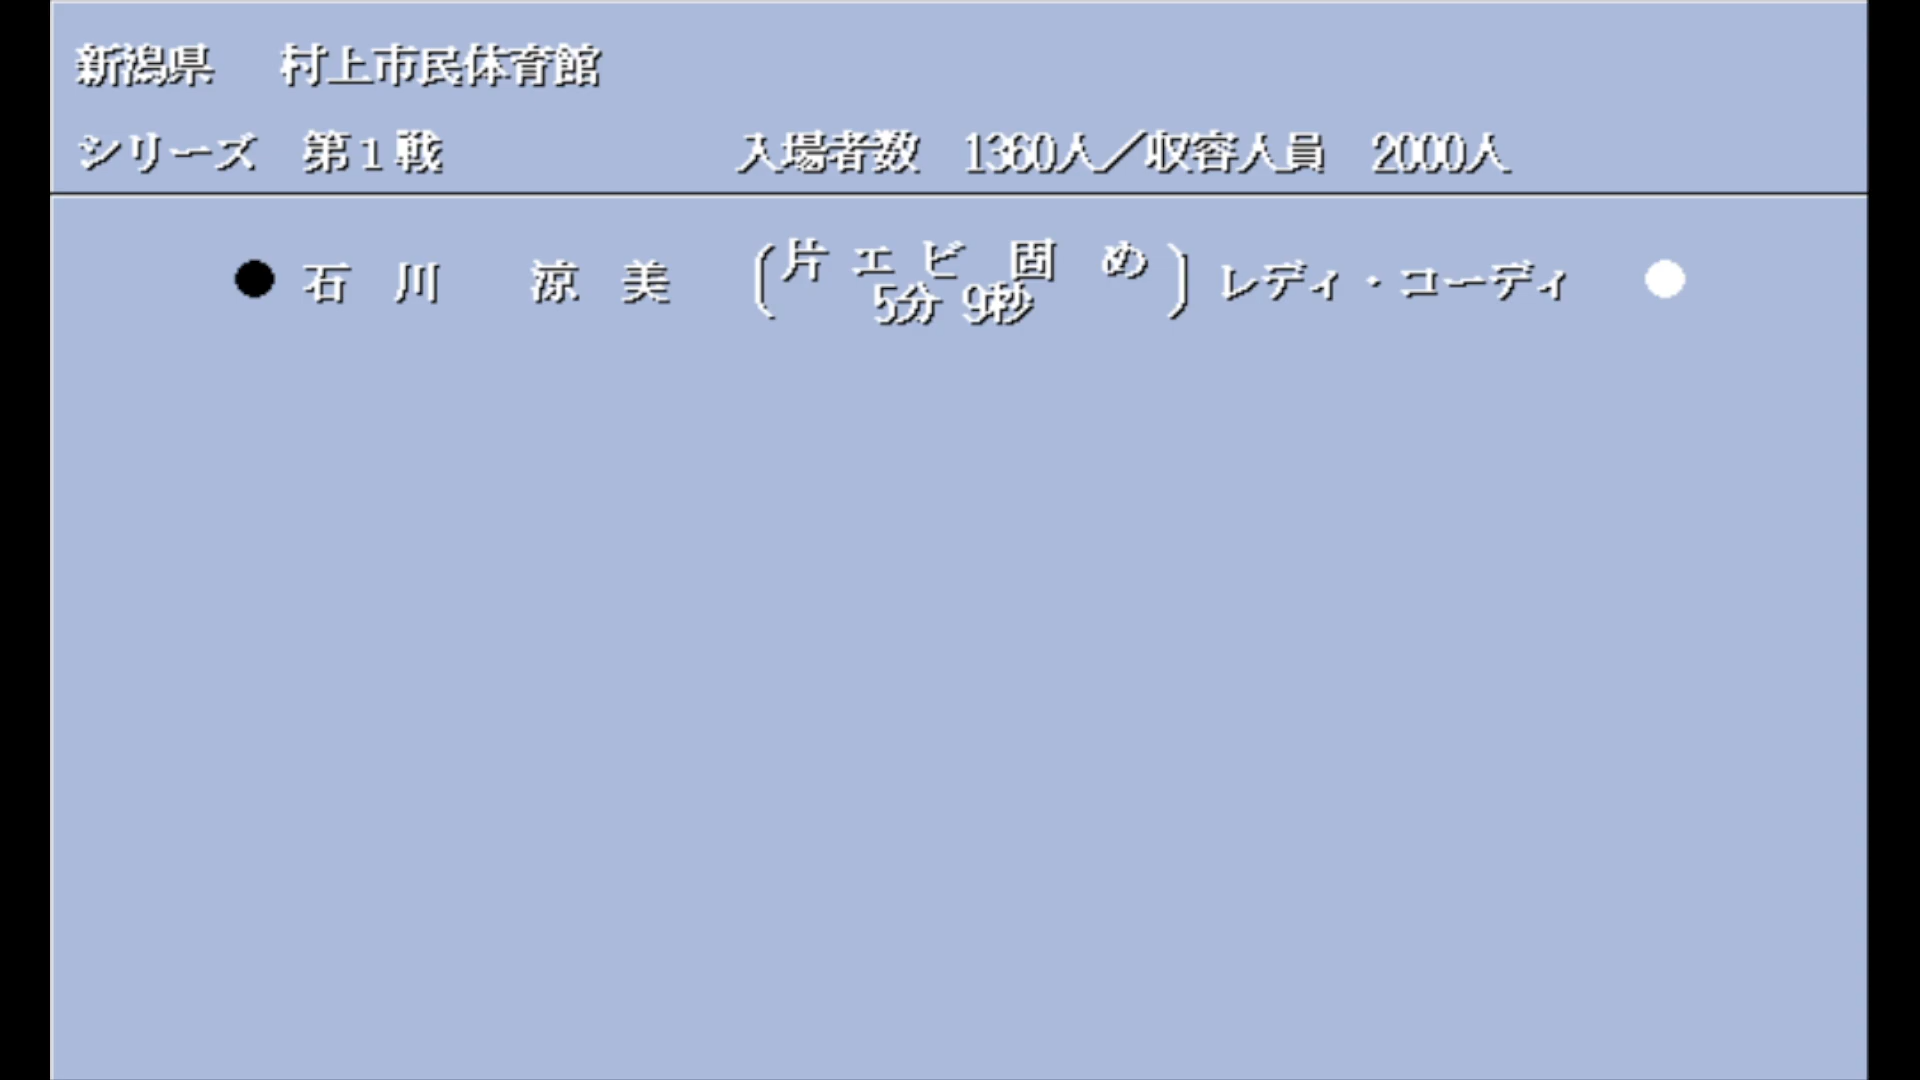 新潟県　村上市民体育館
シリーズ　第１戦　入場者数　1360人／収容人員　2000人
●石川　涼美　（片エビ固め　5分 9秒）レディ・コーディ　○